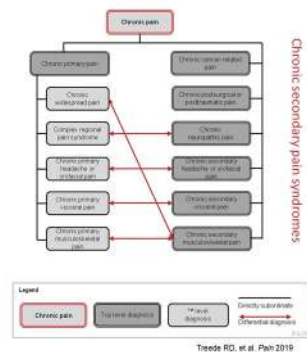 Chronic pain
Chronic primary pain
Chronic cancer-related
pain
Chronic
widespread pain
Chronic postsurgical or
posttraumatic pain
Complex regional
pain syndrome
Chronic
neuropathic pain
Chronic primary
headache or
orofacial pain
Chronic secondary
headache or orofacial
pain
Chronic primary
visceral pain
Chronic secondary
visceral pain
Chronic primary
musculoskeletal
pain
Chronic secondary
musculoskeletal pain
Chronic secondary pain syndromes
Legend
Chronic pain
Top level diagnosis
level
diagnosis
Directly subordinate
Differential diagnosis
Treede RD, et al. Pain 2019